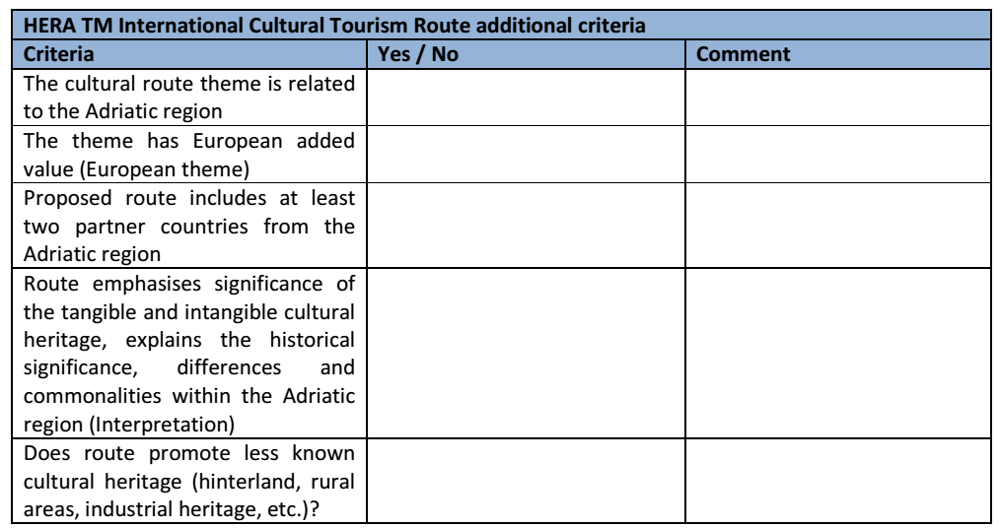 HERA TM International Cultural Tourism Route additional criteria
Criteria Yes / No Comment
The cultural route theme is related
to the Adriatic region
The theme has European added
value (European theme)
Proposed route includes at least
two partner countries from the
Adriatic region
Route emphasises significance of
the tangible and intangible cultural
heritage, explains the historical
significance, differences and
commonalities within the Adriatic
region (Interpretation)
Does route promote less known
cultural heritage (hinterland, rural
areas, industrial heritage, etc.)?